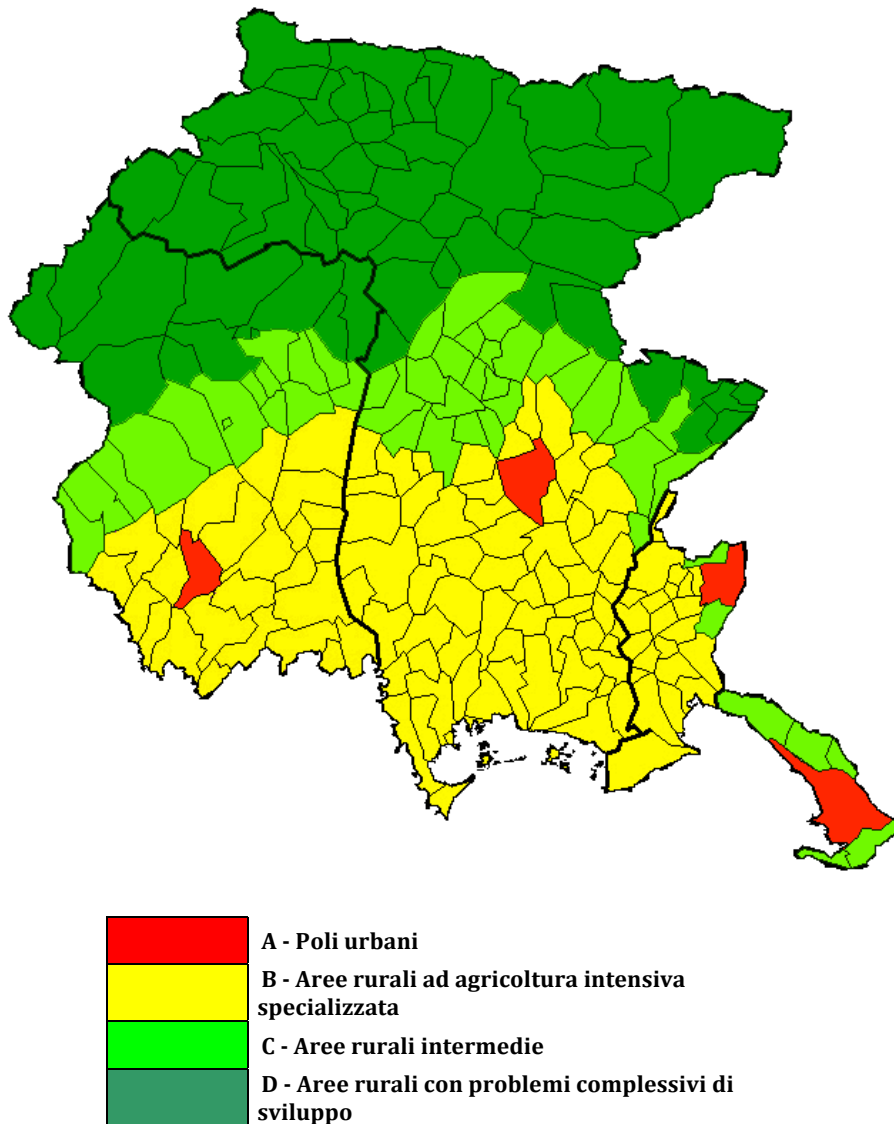 A - Poli urbani
B - Aree rurali ad agricoltura intensiva
specializzata
C - Aree rurali intermedie
D - Aree rurali con problemi complessivi di
sviluppo